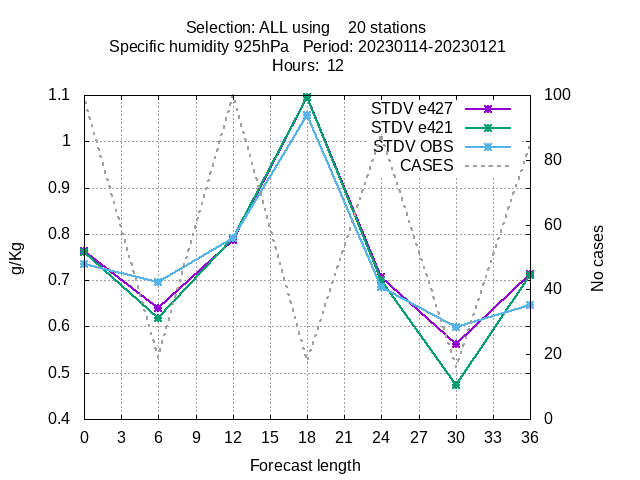 Selection: ALL using 20 stations
Specific humidity 925hPa Period: 20230114-20230121
Hours: 12
1.1
1
0.9
0.8
0.7
0.6
0.5
0.4
g/Kg
STDV e427
STDV e421
STDV OBS
CASES
100
80
60
40
20
0
No cases
0 3 6 9 12 15 18 21 24 27 30 33 36
Forecast length